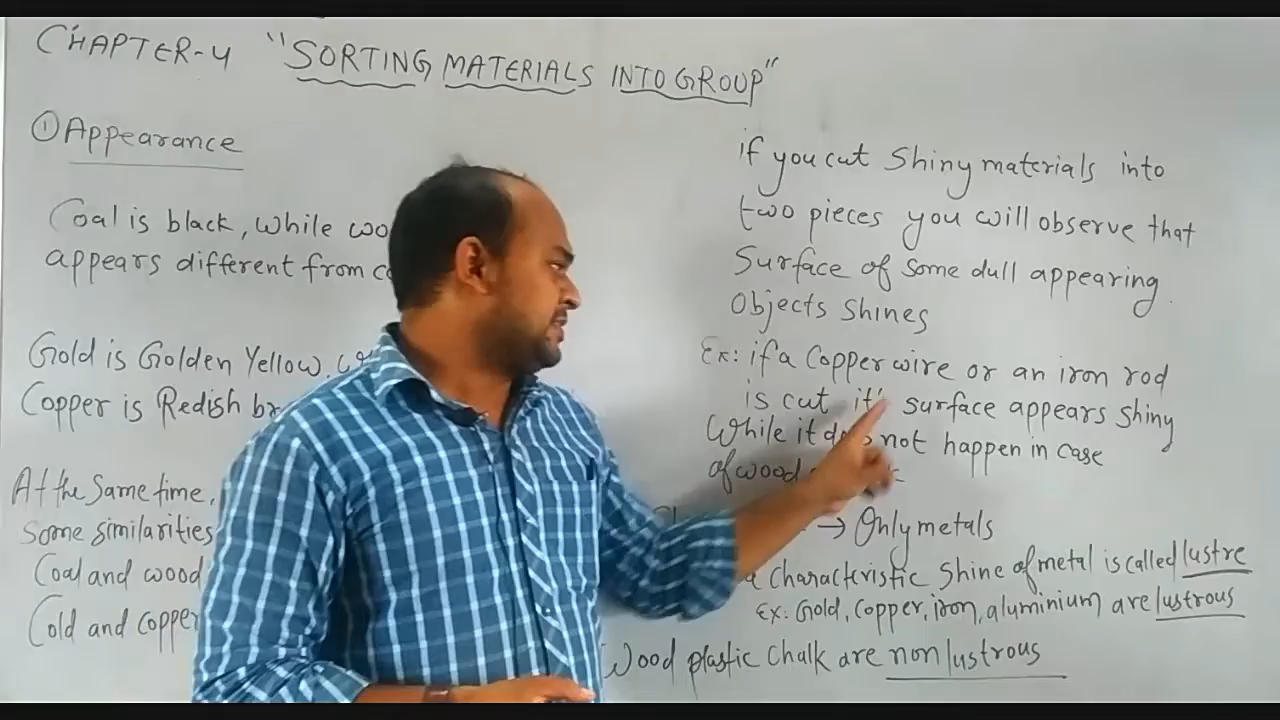 CHAPTER-4 "SORTING MATERIALS INTO GROUP"
① Appearance
Coal is black, while
appears different from
Gold is Golden Yellow.
Copper is Redish
At the Same time,
Some similarities
Coal and wood
Cold and copper
if you cut Shiny materials into
two pieces you will observe that
Surface of some dull appearing
Objects shines
Ex: if a Copper wire or an iron rod
is cut it's surface appears shiny
While it does not happen in case
of wood
→ Only metals
a characteristic shine of metal is called lustre
Ex: Gold, Copper, iron, aluminium are lustrous
Wood plastic Chalk are non lustrous